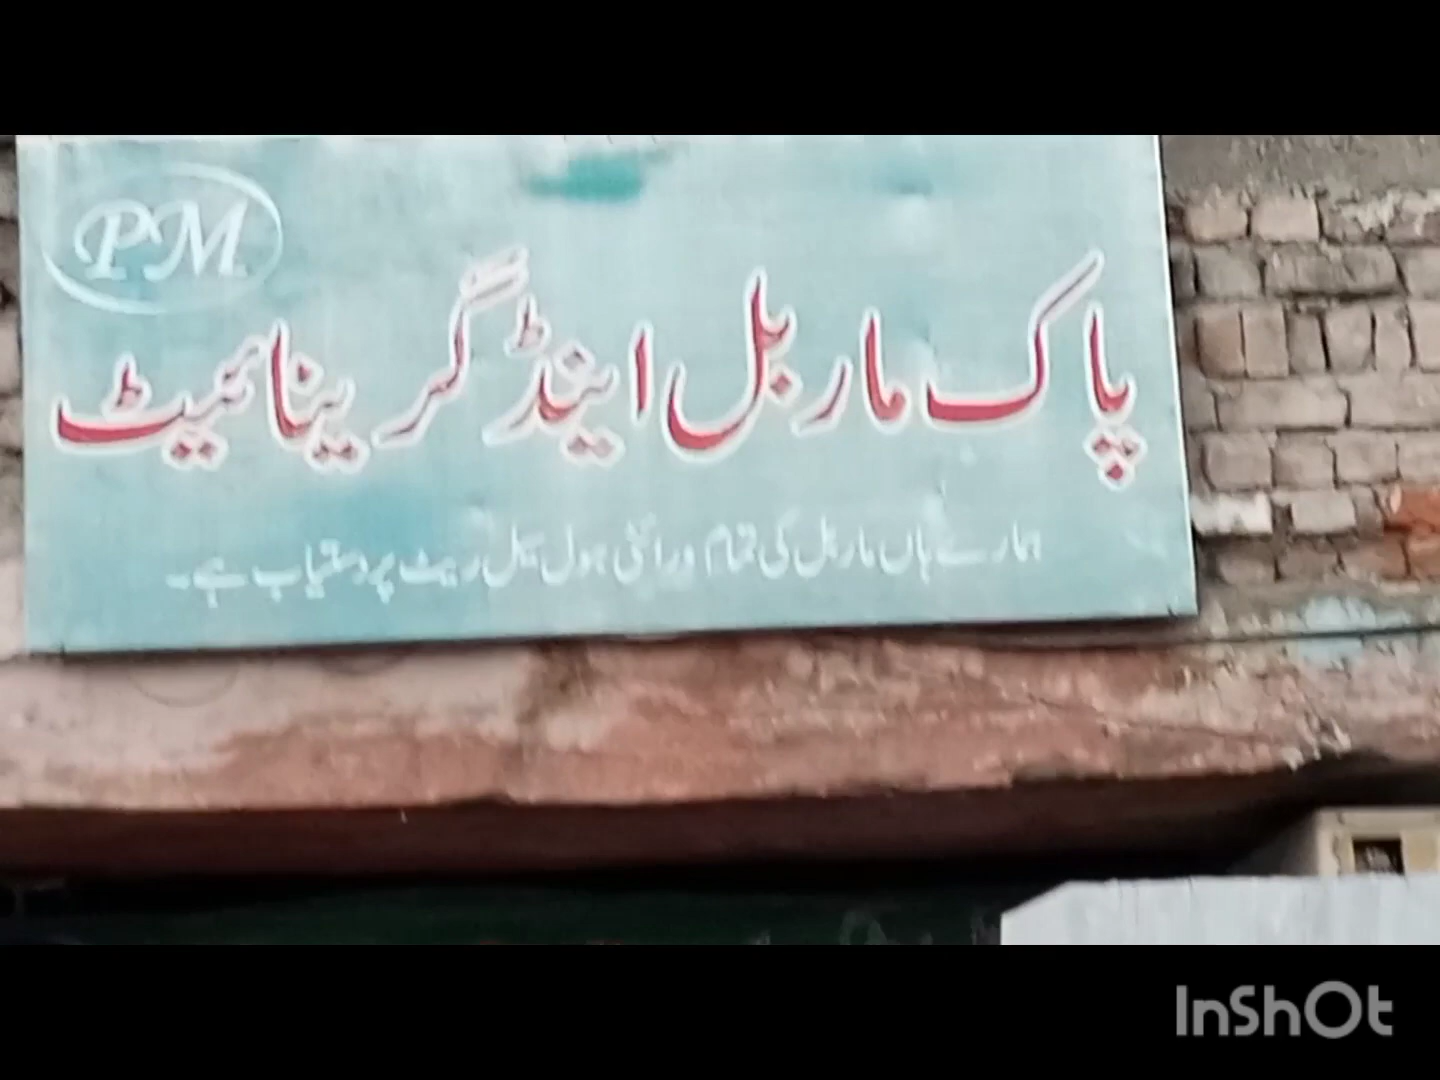 PM
پاک ماربل اینڈ گرینائیٹ
ہمارے ہاں ماربل کی تمام ورائٹی ہول سیل ریٹ پر دستیاب ہے۔
InShOt